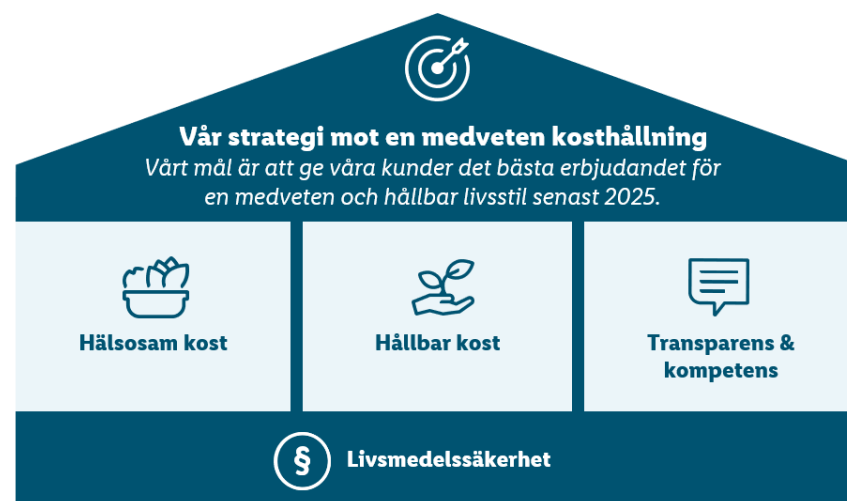 Vår strategi mot en medveten kosthållning
Vårt mål är att ge våra kunder det bästa erbjudandet för
en medveten och hållbar livsstil senast 2025.
Hälsosam kost
Hållbar kost
Transparens &
kompetens
§ Livsmedelssäkerhet